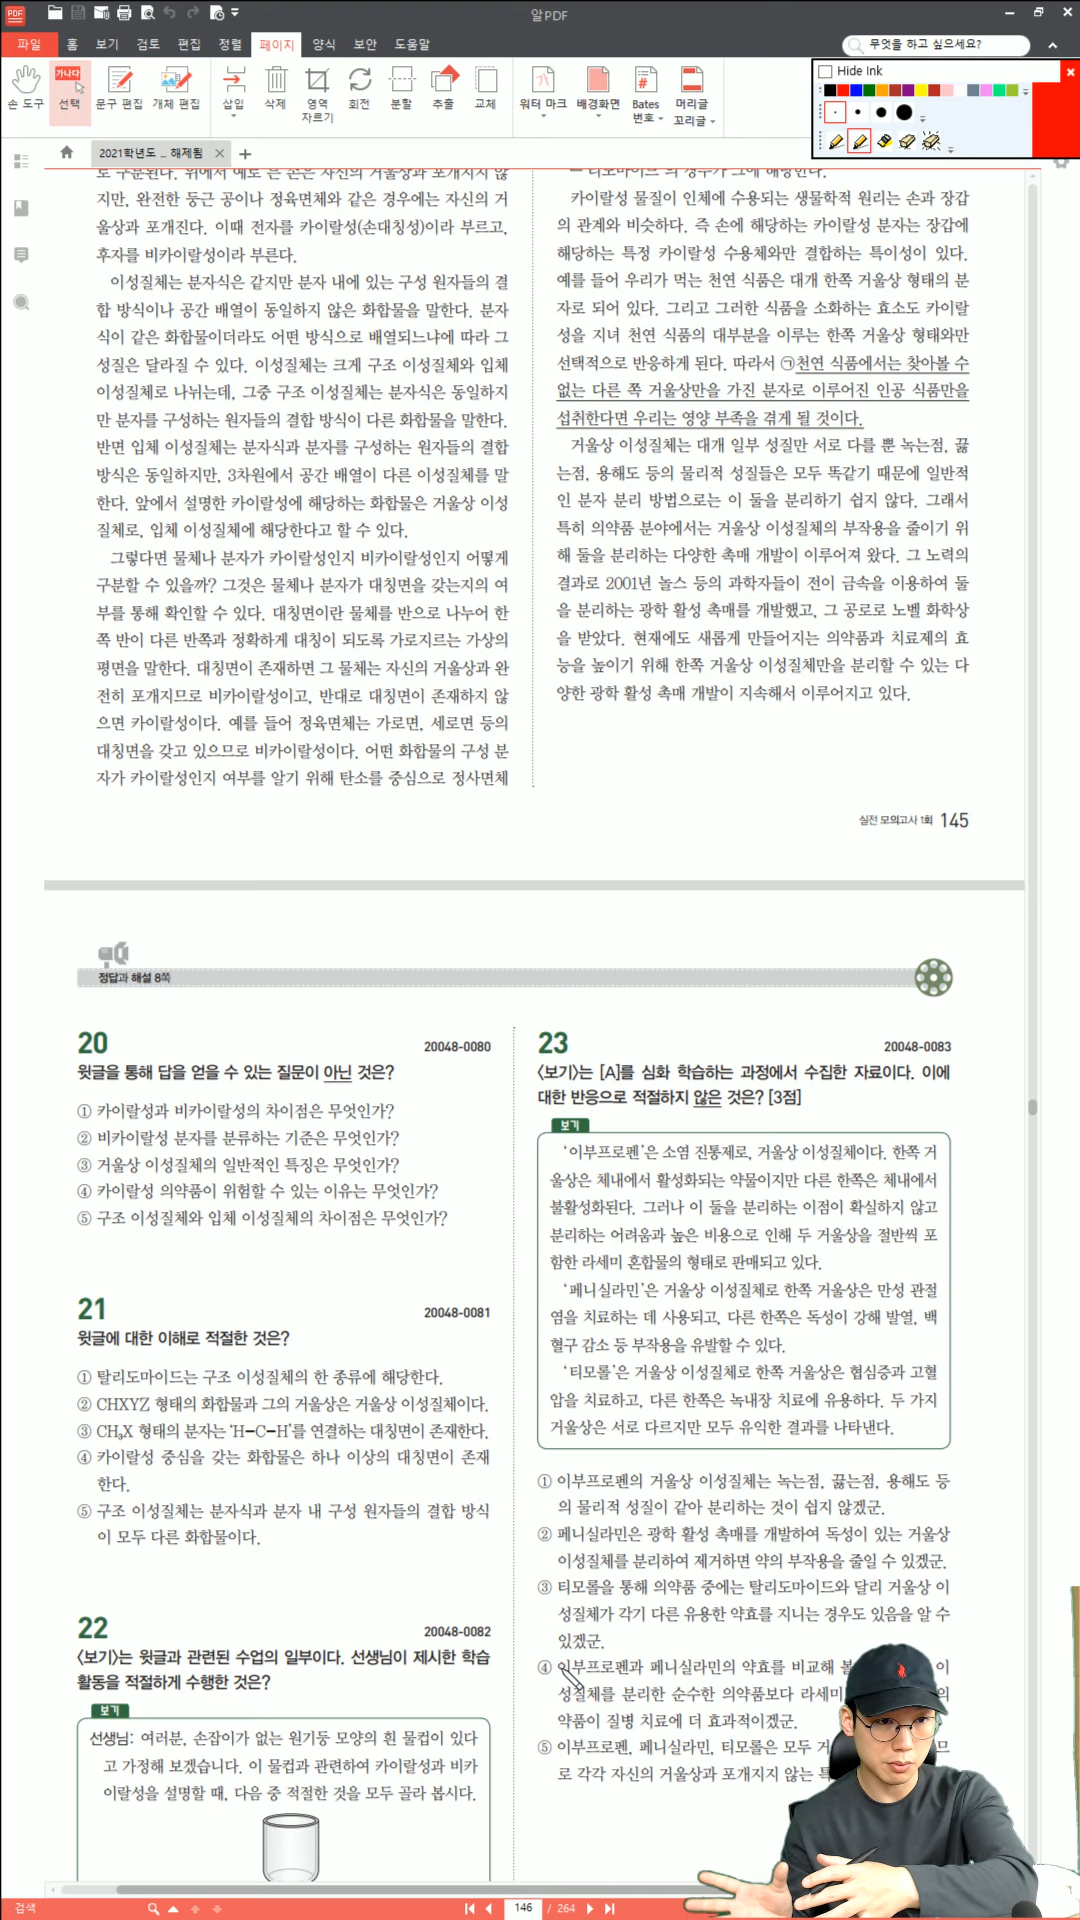 PDF
알PDF
파일 홈 보기 검토 편집 정렬 페이지 양식 보안 도움말
무엇을 하고 싶으세요?
Hide Ink
손 도구 선택 문구 편집 개체 편집 삽입 삭제 영역 자르기 회전 분할 추출 교체 워터 마크 배경화면 Bates 번호 머리글 꼬리글
가나다
2021학년도 ... 해제됨
로 구분된다. 위에서 예로 든 손은 자신의 거울상과 포개지지 않
지만, 완전한 둥근 공이나 정육면체와 같은 경우에는 자신의 거
울상과 포개진다. 이때 전자를 카이랄성(손대칭성)이라 부르고,
후자를 비카이랄성이라 부른다.
이성질체는 분자식은 같지만 분자 내에 있는 구성 원자들의 결
합 방식이나 공간 배열이 동일하지 않은 화합물을 말한다. 분자
식이 같은 화합물이더라도 어떤 방식으로 배열되느냐에 따라 그
성질은 달라질 수 있다. 이성질체는 크게 구조 이성질체와 입체
이성질체로 나뉘는데, 그중 구조 이성질체는 분자식은 동일하지
만 분자를 구성하는 원자들의 결합 방식이 다른 화합물을 말한다.
반면 입체 이성질체는 분자식과 분자를 구성하는 원자들의 결합
방식은 동일하지만, 3차원에서 공간 배열이 다른 이성질체를 말
한다. 앞에서 설명한 카이랄성에 해당하는 화합물은 거울상 이성
질체로, 입체 이성질체에 해당한다고 할 수 있다.
그렇다면 물체나 분자가 카이랄성인지 비카이랄성인지 어떻게
구분할 수 있을까? 그것은 물체나 분자가 대칭면을 갖는지의 여
부를 통해 확인할 수 있다. 대칭면이란 물체를 반으로 나누어 한
쪽 반이 다른 반쪽과 정확하게 대칭이 되도록 가로지르는 가상의
평면을 말한다. 대칭면이 존재하면 그 물체는 자신의 거울상과 완
전히 포개지므로 비카이랄성이고, 반대로 대칭면이 존재하지 않
으면 카이랄성이다. 예를 들어 정육면체는 가로면, 세로면 등의
대칭면을 갖고 있으므로 비카이랄성이다. 어떤 화합물의 구성 분
자가 카이랄성인지 여부를 알기 위해 탄소를 중심으로 정사면체
카이랄성 물질이 인체에 수용되는 생물학적 원리는 손과 장갑
의 관계와 비슷하다. 즉 손에 해당하는 카이랄성 분자는 장갑에
해당하는 특정 카이랄성 수용체와만 결합하는 특이성이 있다.
예를 들어 우리가 먹는 천연 식품은 대개 한쪽 거울상 형태의 분
자로 되어 있다. 그리고 그러한 식품을 소화하는 효소도 카이랄
성을 지녀 천연 식품의 대부분을 이루는 한쪽 거울상 형태와만
선택적으로 반응하게 된다. 따라서 ㉠천연 식품에서는 찾아볼 수
없는 다른 쪽 거울상만을 가진 분자로 이루어진 인공 식품만을
섭취한다면 우리는 영양 부족을 겪게 될 것이다.
거울상 이성질체는 대개 일부 성질만 서로 다를 뿐 녹는점, 끓
는점, 용해도 등의 물리적 성질들은 모두 똑같기 때문에 일반적
인 분자 분리 방법으로는 이 둘을 분리하기 쉽지 않다. 그래서
특히 의약품 분야에서는 거울상 이성질체의 부작용을 줄이기 위
해 둘을 분리하는 다양한 촉매 개발이 이루어져 왔다. 그 노력의
결과로 2001년 놀스 등의 과학자들이 전이 금속을 이용하여 둘
을 분리하는 광학 활성 촉매를 개발했고, 그 공로로 노벨 화학상
을 받았다. 현재에도 새롭게 만들어지는 의약품과 치료제의 효
능을 높이기 위해 한쪽 거울상 이성질체만을 분리할 수 있는 다
양한 광학 활성 촉매 개발이 지속해서 이루어지고 있다.
실전 모의고사 1회 145
정답과 해설 8쪽
20
20048-0080
윗글을 통해 답을 얻을 수 있는 질문이 아닌 것은?
① 카이랄성과 비카이랄성의 차이점은 무엇인가?
② 비카이랄성 분자를 분류하는 기준은 무엇인가?
③ 거울상 이성질체의 일반적인 특징은 무엇인가?
④ 카이랄성 의약품이 위험할 수 있는 이유는 무엇인가?
⑤ 구조 이성질체와 입체 이성질체의 차이점은 무엇인가?
21
20048-0081
윗글에 대한 이해로 적절한 것은?
① 탈리도마이드는 구조 이성질체의 한 종류에 해당한다.
② CHXYZ 형태의 화합물과 그의 거울상은 거울상 이성질체이다.
③ CH₃X 형태의 분자는 ‘H−C−H’를 연결하는 대칭면이 존재한다.
④ 카이랄성 중심을 갖는 화합물은 하나 이상의 대칭면이 존재
한다.
⑤ 구조 이성질체는 분자식과 분자 내 구성 원자들의 결합 방식
이 모두 다른 화합물이다.
22
20048-0082
〈보기〉는 윗글과 관련된 수업의 일부이다. 선생님이 제시한 학습
활동을 적절하게 수행한 것은?
보기
선생님: 여러분, 손잡이가 없는 원기둥 모양의 흰 물컵이 있다
고 가정해 보겠습니다. 이 물컵과 관련하여 카이랄성과 비카
이랄성을 설명할 때, 다음 중 적절한 것을 모두 골라 봅시다.
23
20048-0083
〈보기〉는 [A]를 심화 학습하는 과정에서 수집한 자료이다. 이에
대한 반응으로 적절하지 않은 것은? [3점]
보기
‘이부프로펜’은 소염 진통제로, 거울상 이성질체이다. 한쪽 거
울상은 체내에서 활성화되는 약물이지만 다른 한쪽은 체내에서
불활성화된다. 그러나 이 둘을 분리하는 이점이 확실하지 않고
분리하는 어려움과 높은 비용으로 인해 두 거울상을 절반씩 포
함한 라세미 혼합물의 형태로 판매되고 있다.
‘페니실라민’은 거울상 이성질체로 한쪽 거울상은 만성 관절
염을 치료하는 데 사용되고, 다른 한쪽은 독성이 강해 발열, 백
혈구 감소 등 부작용을 유발할 수 있다.
‘티모롤’은 거울상 이성질체로 한쪽 거울상은 협심증과 고혈
압을 치료하고, 다른 한쪽은 녹내장 치료에 유용하다. 두 가지
거울상은 서로 다르지만 모두 유익한 결과를 나타낸다.
① 이부프로펜의 거울상 이성질체는 녹는점, 끓는점, 용해도 등
의 물리적 성질이 같아 분리하는 것이 쉽지 않겠군.
② 페니실라민은 광학 활성 촉매를 개발하여 독성이 있는 거울상
이성질체를 분리하여 제거하면 약의 부작용을 줄일 수 있겠군.
③ 티모롤을 통해 의약품 중에는 탈리도마이드와 달리 거울상 이
성질체가 각기 다른 유용한 약효를 지니는 경우도 있음을 알 수
있겠군.
④ 이부프로펜과 페니실라민의 약효를 비교해 이
성질체를 분리한 순수한 의약품보다 라세미 의
약품이 질병 치료에 더 효과적이겠군.
⑤ 이부프로펜, 페니실라민, 티모롤은 모두 므
로 각각 자신의 거울상과 포개지지 않는
검색
146 / 264